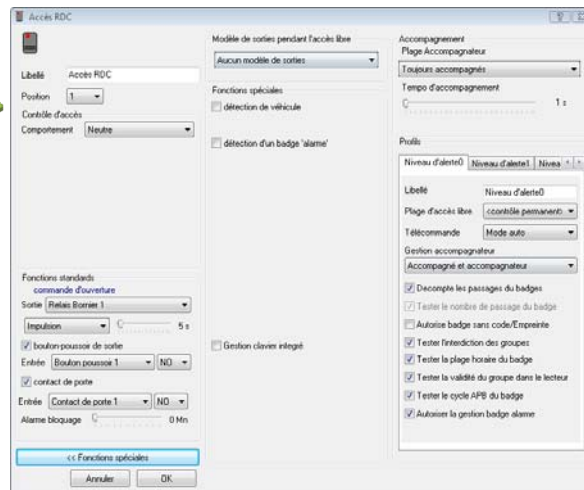 Accès RDC
Libellé Accès RDC
Position 1
Contrôle d'accès
Comportement Neutre
Fonctions standards
commande d'ouverture
Sortie Relais Bornier 1
Impulsion 5 s
bouton-poussoir de sortie
Entrée Bouton poussoir 1 NO
contact de porte
Entrée Contact de porte 1 NO
Alarme bloquage 0 Mn
<< Fonctions spéciales
Annuler OK
Modèle de sorties pendant l'accès libre
Aucun modèle de sorties
Fonctions spéciales
détection de véhicule
détection d'un badge 'alarme'
Gestion clavier integré
Accompagnement
Plage Accompagnateur
Toujours accompagnés
Tempo d'accompagnement
1 s
Profils
Niveau d'alerte0 Niveau d'alerte1 Nivea
Libellé Niveau d'alerte0
Plage d'accès libre <contrôle permanent>
Télécommande Mode auto
Gestion accompagnateur
Accompagné et accompagnateur
Decompte les passages du badges
Tester le nombre de passage du badge
Autorise badge sans code/Empreinte
Tester l'interdiction des groupes
Tester la plage horaire du badge
Tester la validité du groupe dans le lecteur
Tester le cycle APB du badge
Autoriser la gestion badge alarme